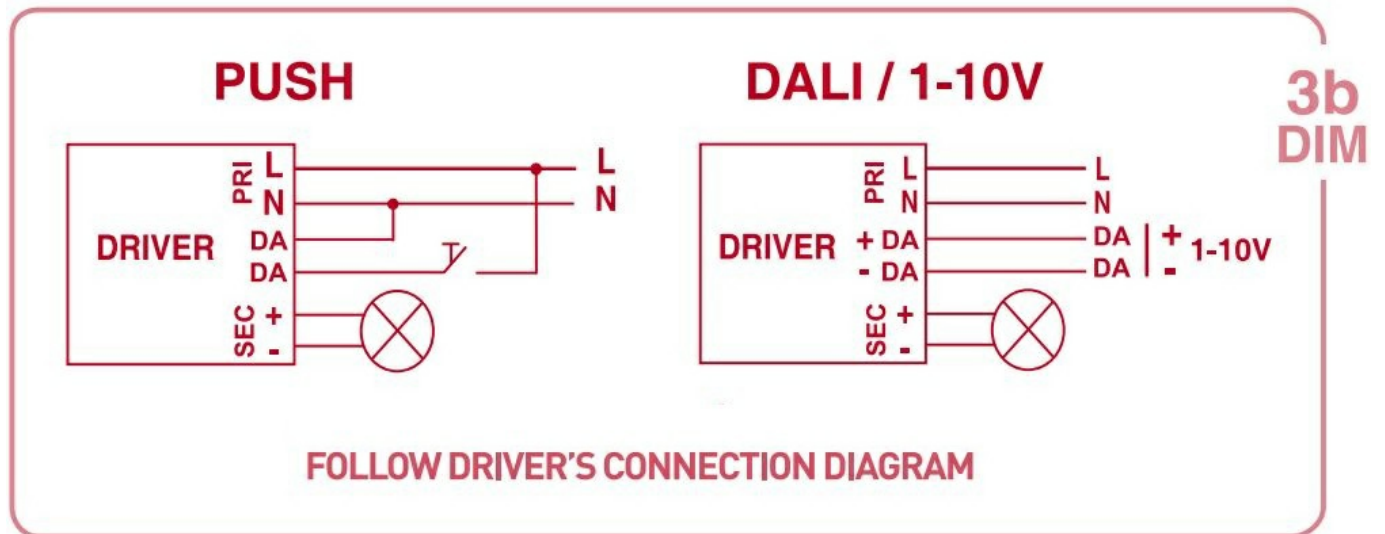 PUSH
PRI
L
N
DRIVER
DA
DA
SEC
+
-
L
N
DALI / 1-10V
PRI
L
N
DRIVER
+ DA
- DA
SEC
+
-
L
N
DA
DA
+
-
1-10V
3b
DIM
FOLLOW DRIVER'S CONNECTION DIAGRAM